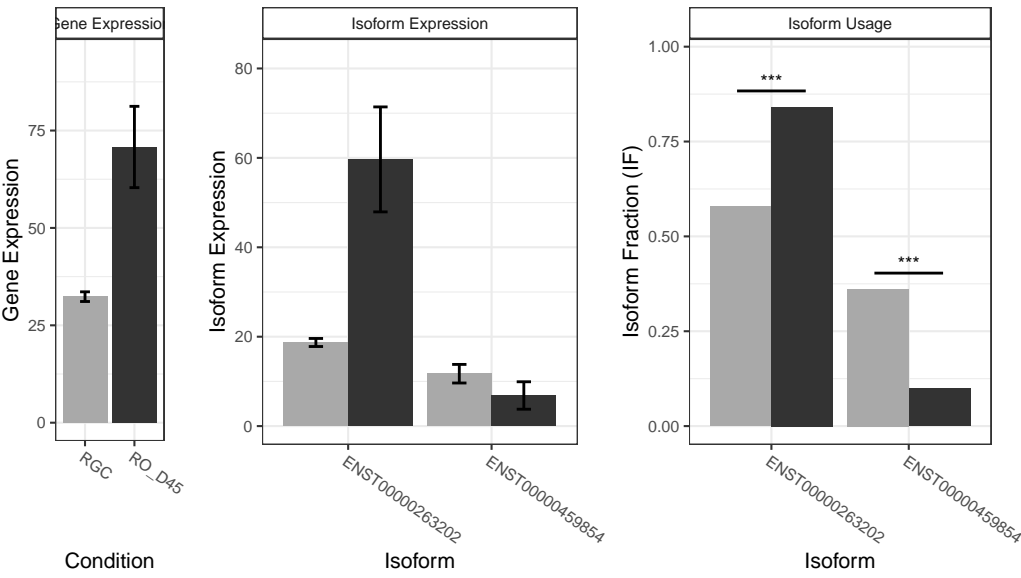 Gene Expression
Isoform Expression
Isoform Usage
Gene Expression
75
50
25
0
RGC
RO_D45
Condition
Isoform Expression
80
60
40
20
0
ENST00000263202
ENST00000459854
Isoform
Isoform Fraction (IF)
1.00
0.75
0.50
0.25
0.00
***
***
ENST00000263202
ENST00000459854
Isoform